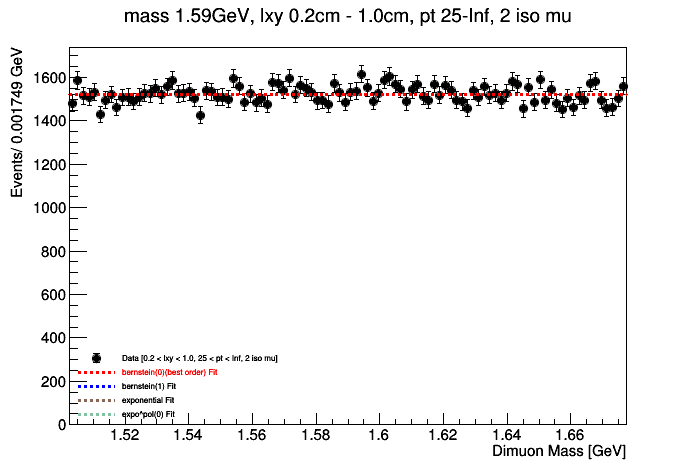 mass 1.59GeV, lxy 0.2cm - 1.0cm, pt 25-Inf, 2 iso mu
Events/ 0.001749 GeV
1600
1400
1200
1000
800
600
400
200
0
Data [0.2 < lxy < 1.0, 25 < pt < Inf, 2 iso mu]
bernstein(0)(best order) Fit
bernstein(1) Fit
exponential Fit
expo*pol(0) Fit
1.52 1.54 1.56 1.58 1.6 1.62 1.64 1.66
Dimuon Mass [GeV]